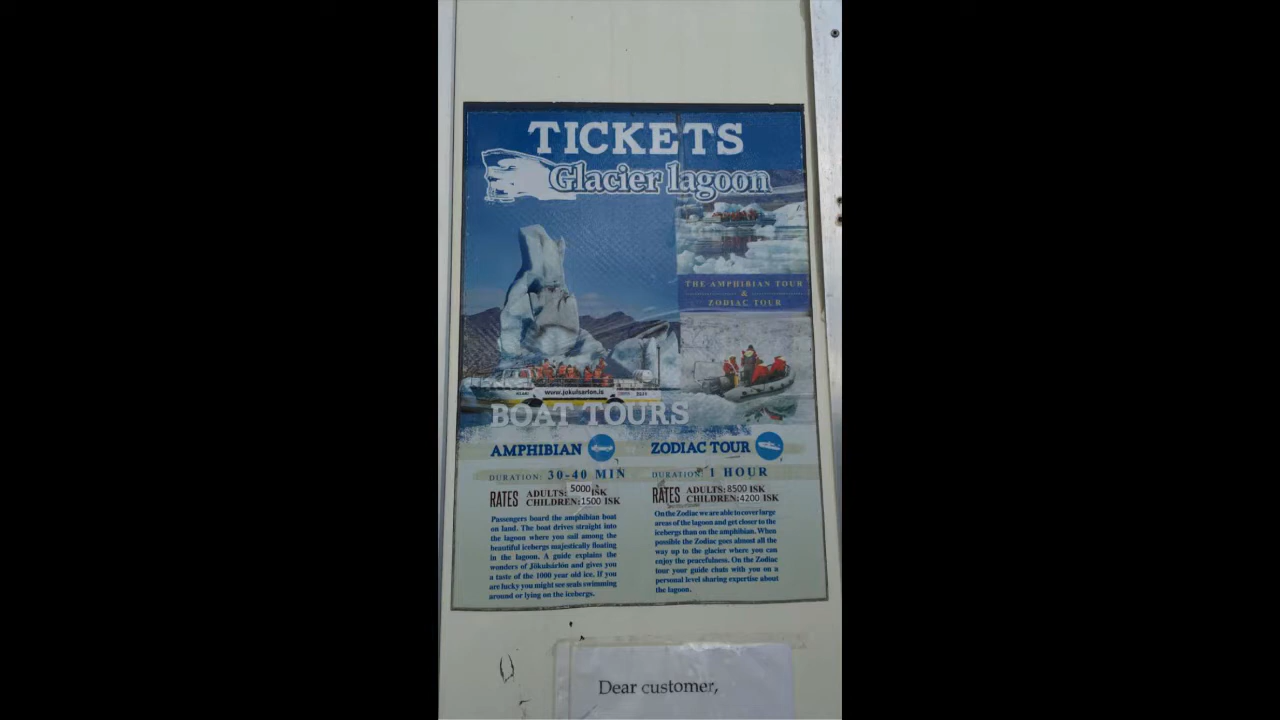 TICKETS
Glacier lagoon
THE AMPHIBIAN TOUR
&
ZODIAC TOUR
www.jokulsarlon.is
BOAT TOURS
AMPHIBIAN
DURATION: 30-40 MIN
RATES
ADULTS: 5000 ISK
CHILDREN: 1500 ISK
Passengers board the amphibian boat
on land. The boat drives straight into
the lagoon where you sail among the
beautiful icebergs majestically floating
in the lagoon. A guide explains the
wonders of Jökulsárlón and gives you
a taste of the 1000 year old ice. If you
are lucky you might see seals swimming
around or lying on the icebergs.
ZODIAC TOUR
DURATION: 1 HOUR
RATES
ADULTS: 8500 ISK
CHILDREN: 4200 ISK
On the Zodiac we are able to cover large
areas of the lagoon and get closer to the
icebergs than on the amphibian. When
possible the Zodiac goes almost all the
way up to the glacier where you can
enjoy the peacefulness. On the Zodiac
tour your guide chats with you on a
personal level sharing expertise about
the lagoon.
Dear customer,